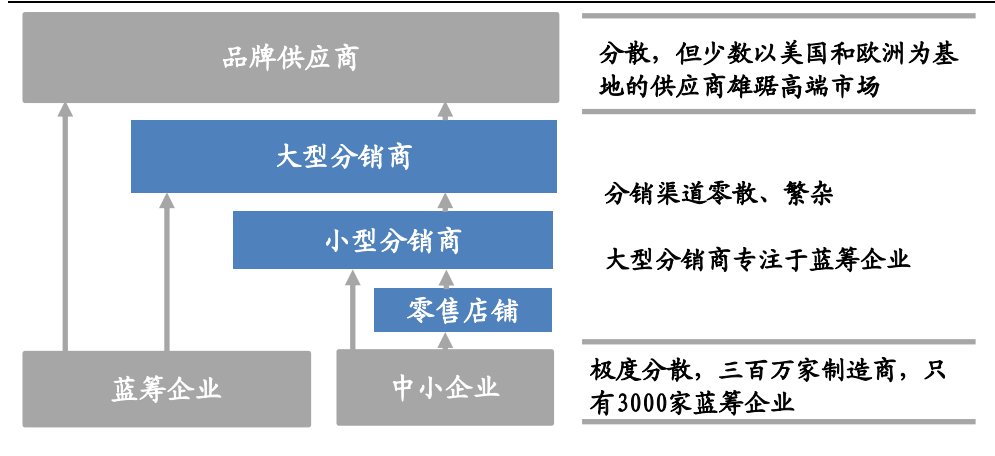 品牌供应商
分散，但少数以美国和欧洲为基
地的供应商雄踞高端市场
大型分销商
分销渠道零散、繁杂
小型分销商
大型分销商专注于蓝筹企业
零售店铺
蓝筹企业
中小企业
极度分散，三百万家制造商，只
有3000家蓝筹企业